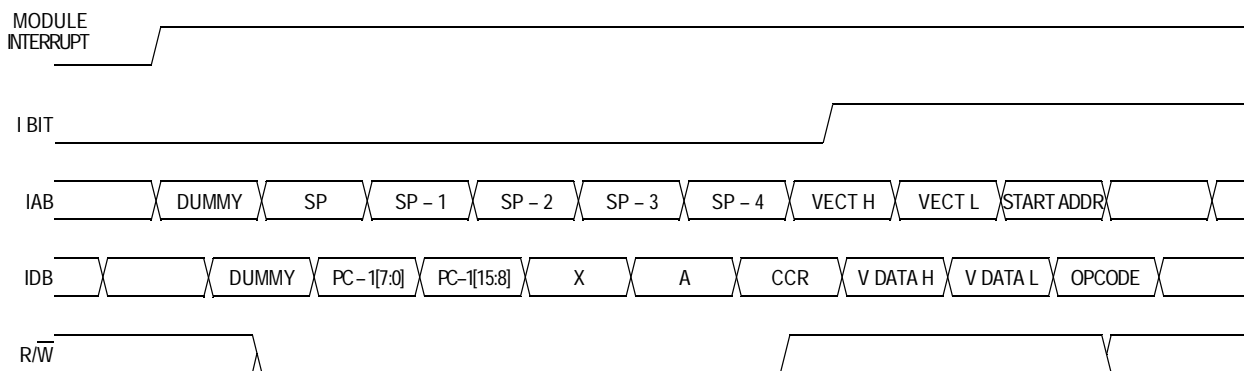 MODULE
INTERRUPT
I BIT
IAB DUMMY SP SP – 1 SP – 2 SP – 3 SP – 4 VECT H VECT L START ADDR
IDB DUMMY PC – 1[7:0] PC–1[15:8] X A CCR V DATA H V DATA L OPCODE
R/W̅